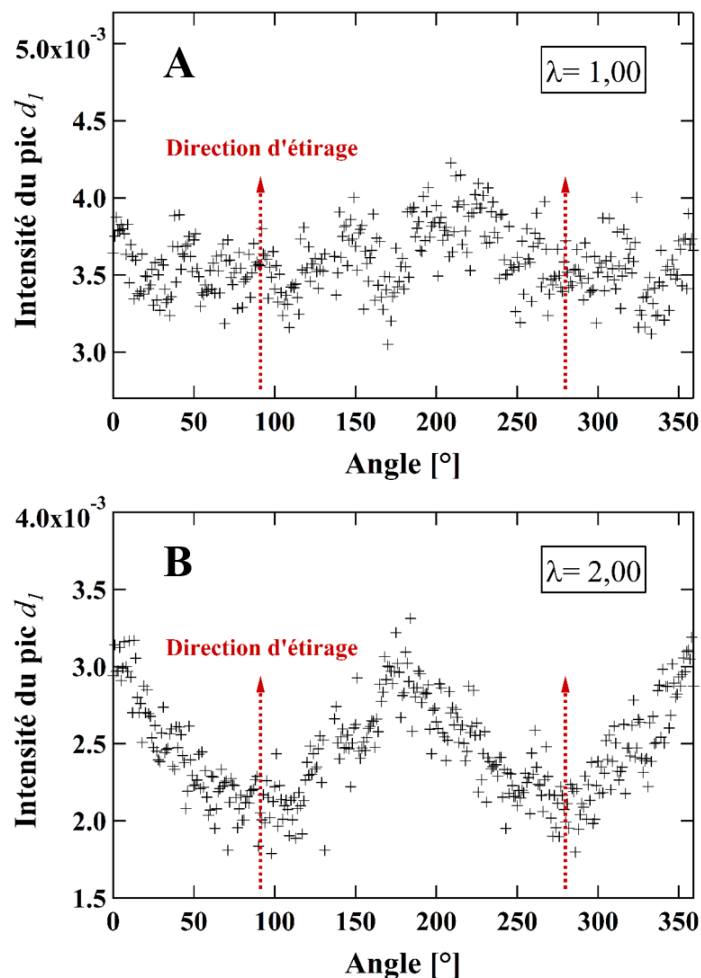 5.0x10-3
A
λ= 1,00
4.5
Direction d'étirage
4.0
3.5
3.0
Intensité du pic d1
0 50 100 150 200 250 300 350
Angle [°]
4.0x10-3
B
λ= 2,00
3.5
Direction d'étirage
3.0
2.5
2.0
1.5
Intensité du pic d1
0 50 100 150 200 250 300 350
Angle [°]